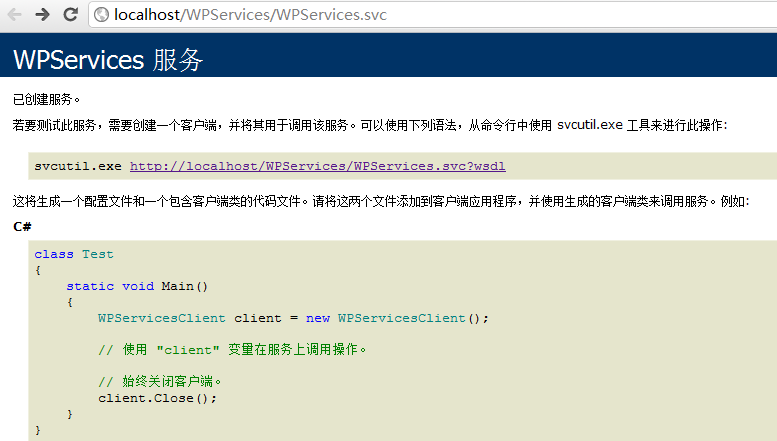 localhost/WPServices/WPServices.svc
WPServices 服务
已创建服务。
若要测试此服务，需要创建一个客户端，并将其用于调用该服务。可以使用下列语法，从命令行中使用 svcutil.exe 工具来进行此操作:
svcutil.exe http://localhost/WPServices/WPServices.svc?wsdl
这将生成一个配置文件和一个包含客户端类的代码文件。请将这两个文件添加到客户端应用程序，并使用生成的客户端类来调用服务。例如:
C#
class Test
{
    static void Main()
    {
        WPServicesClient client = new WPServicesClient();
        // 使用 "client" 变量在服务上调用操作。
        // 始终关闭客户端。
        client.Close();
    }
}